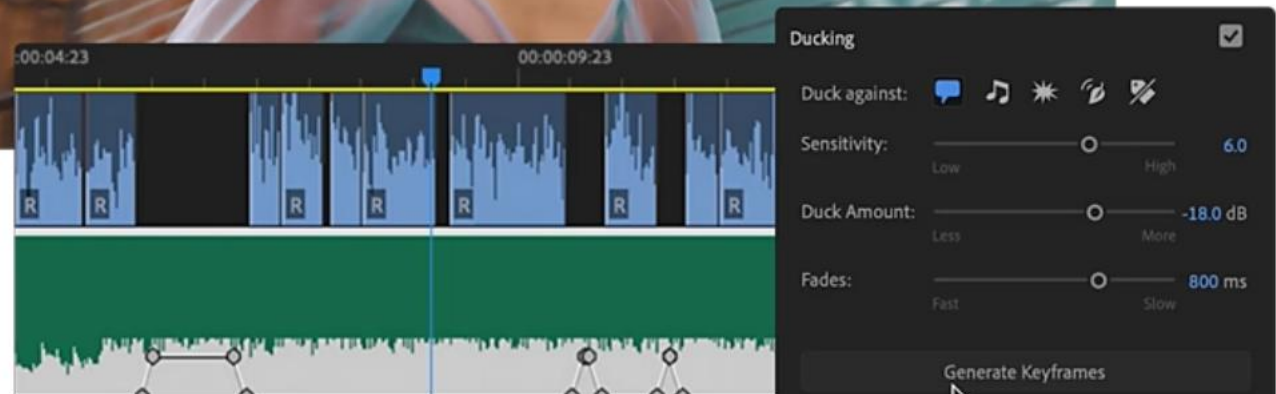 :00:04:23
00:00:09:23
R
R
R
R
R
R
R
Ducking
Duck against:
Sensitivity:
6.0
Low
High
Duck Amount:
-18.0 dB
Less
More
Fades:
800 ms
Fast
Slow
Generate Keyframes